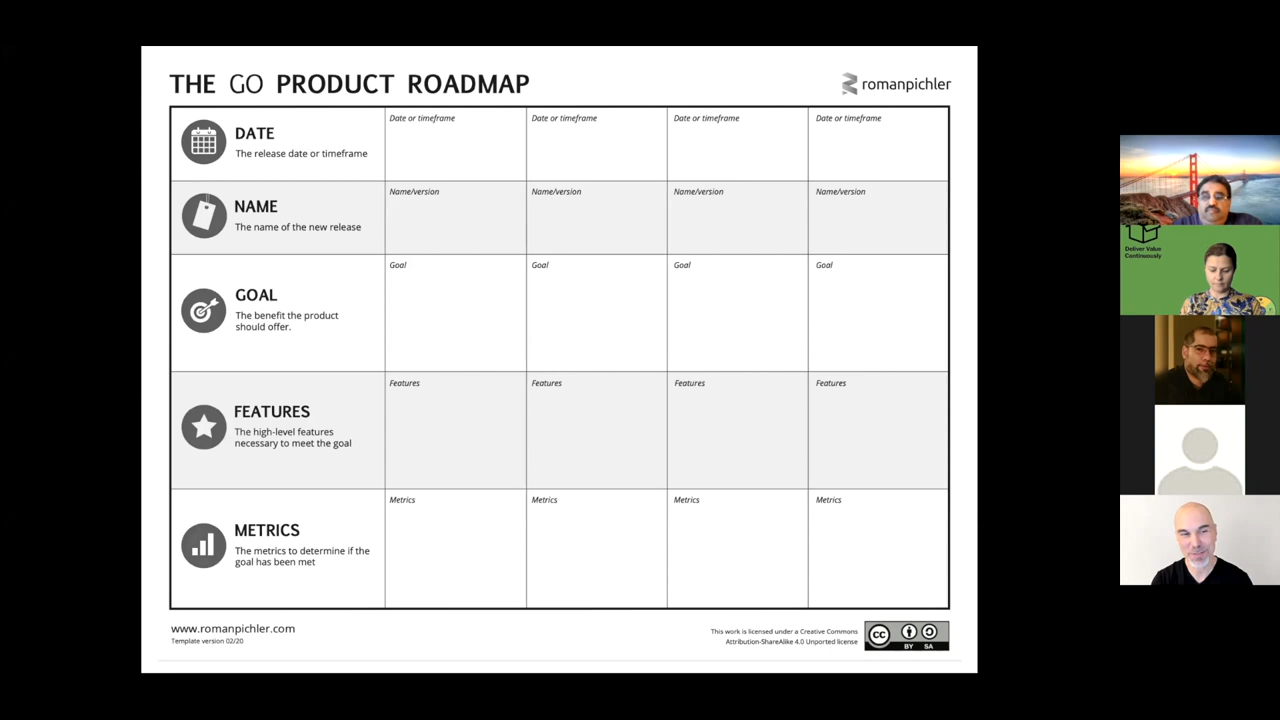 THE GO PRODUCT ROADMAP
romanpichler
DATE
The release date or timeframe
Date or timeframe
Date or timeframe
Date or timeframe
Date or timeframe
NAME
The name of the new release
Name/version
Name/version
Name/version
Name/version
GOAL
The benefit the product
should offer.
Goal
Goal
Goal
Goal
FEATURES
The high-level features
necessary to meet the goal
Features
Features
Features
Features
METRICS
The metrics to determine if the
goal has been met
Metrics
Metrics
Metrics
Metrics
www.romanpichler.com
Template version 02/20
This work is licensed under a Creative Commons
Attribution-ShareAlike 4.0 Unported license
CC
BY SA
Deliver Value
Continuously